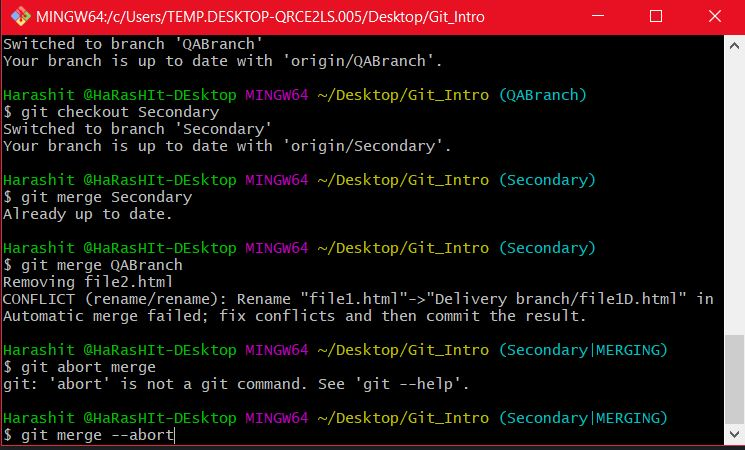 MINGW64:/c/Users/TEMP.DESKTOP-QRCE2LS.005/Desktop/Git_Intro
Switched to branch 'QABranch'
Your branch is up to date with 'origin/QABranch'.
Harashit @HaRasHIt-DEsktop MINGW64 ~/Desktop/Git_Intro (QABranch)
$ git checkout Secondary
Switched to branch 'Secondary'
Your branch is up to date with 'origin/Secondary'.
Harashit @HaRasHIt-DEsktop MINGW64 ~/Desktop/Git_Intro (Secondary)
$ git merge Secondary
Already up to date.
Harashit @HaRasHIt-DEsktop MINGW64 ~/Desktop/Git_Intro (Secondary)
$ git merge QABranch
Removing file2.html
CONFLICT (rename/rename): Rename "file1.html"->"Delivery branch/file1D.html" in
Automatic merge failed; fix conflicts and then commit the result.
Harashit @HaRasHIt-DEsktop MINGW64 ~/Desktop/Git_Intro (Secondary|MERGING)
$ git abort merge
git: 'abort' is not a git command. See 'git --help'.
Harashit @HaRasHIt-DEsktop MINGW64 ~/Desktop/Git_Intro (Secondary|MERGING)
$ git merge --abort